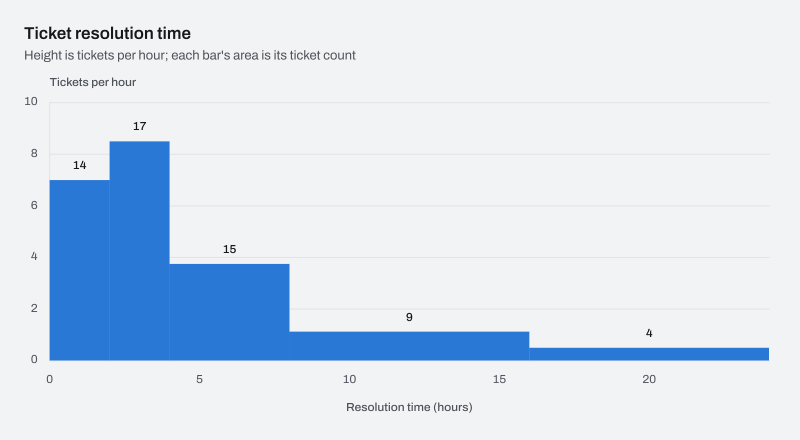 Ticket resolution time
Height is tickets per hour; each bar's area is its ticket count
Tickets per hour
10
17
8
14
6
15
4
9
2
4
0
0 5 10 15 20
Resolution time (hours)